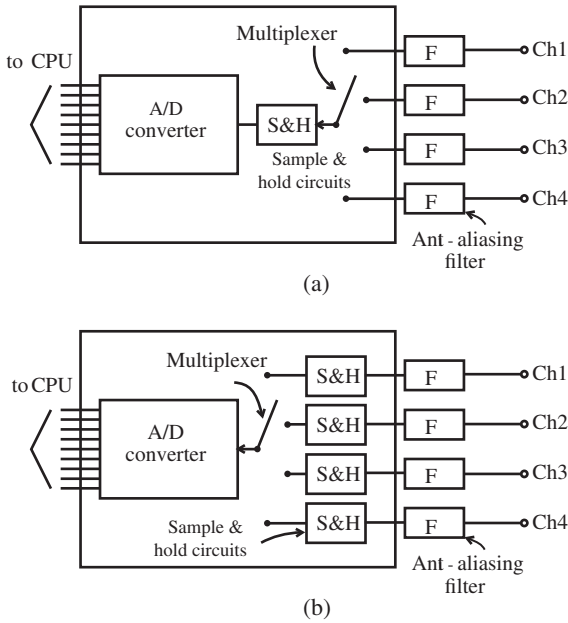 Multiplexer
to CPU
A/D
converter
S&H
Sample &
hold circuits
F
F
F
F
Ch1
Ch2
Ch3
Ch4
Ant - aliasing
filter
(a)
Multiplexer
to CPU
A/D
converter
S&H
S&H
S&H
S&H
Sample &
hold circuits
F
F
F
F
Ch1
Ch2
Ch3
Ch4
Ant - aliasing
filter
(b)